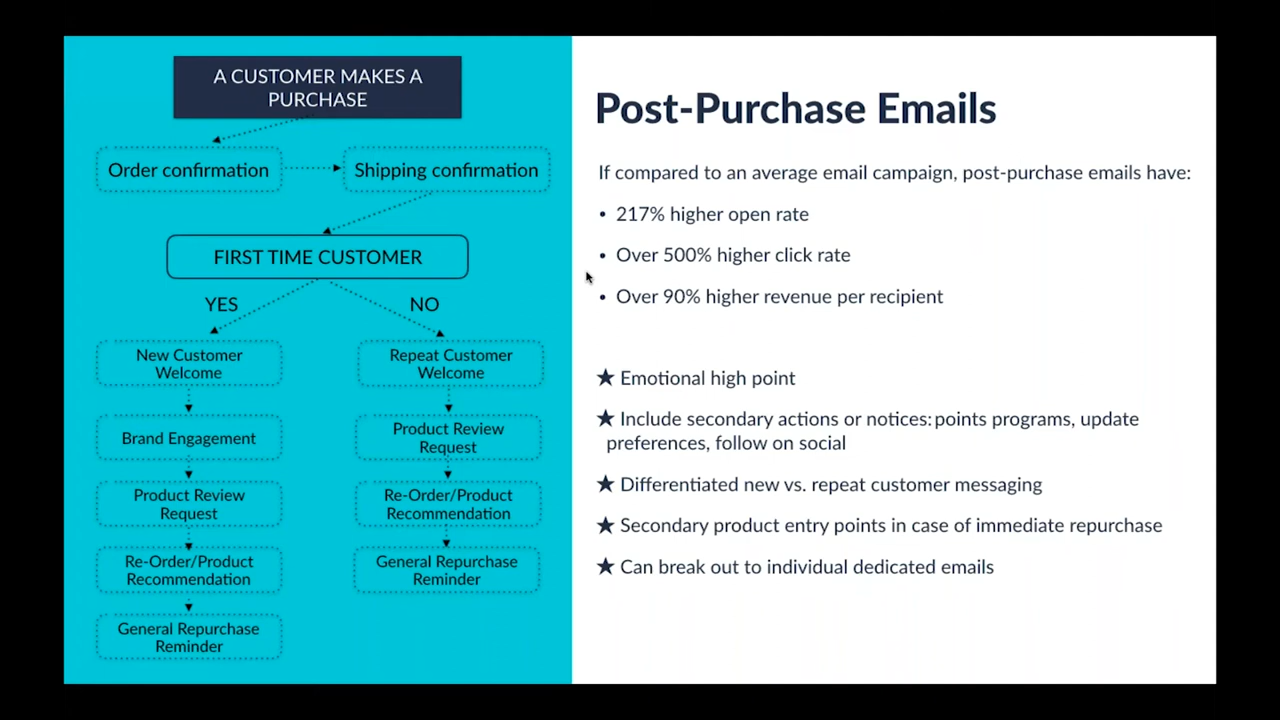 A CUSTOMER MAKES A
PURCHASE
Order confirmation
Shipping confirmation
FIRST TIME CUSTOMER
YES
NO
New Customer
Welcome
Brand Engagement
Product Review
Request
Re-Order/Product
Recommendation
General Repurchase
Reminder
Repeat Customer
Welcome
Product Review
Request
Re-Order/Product
Recommendation
General Repurchase
Reminder
Post-Purchase Emails
If compared to an average email campaign, post-purchase emails have:
• 217% higher open rate
• Over 500% higher click rate
• Over 90% higher revenue per recipient
★ Emotional high point
★ Include secondary actions or notices: points programs, update
preferences, follow on social
★ Differentiated new vs. repeat customer messaging
★ Secondary product entry points in case of immediate repurchase
★ Can break out to individual dedicated emails